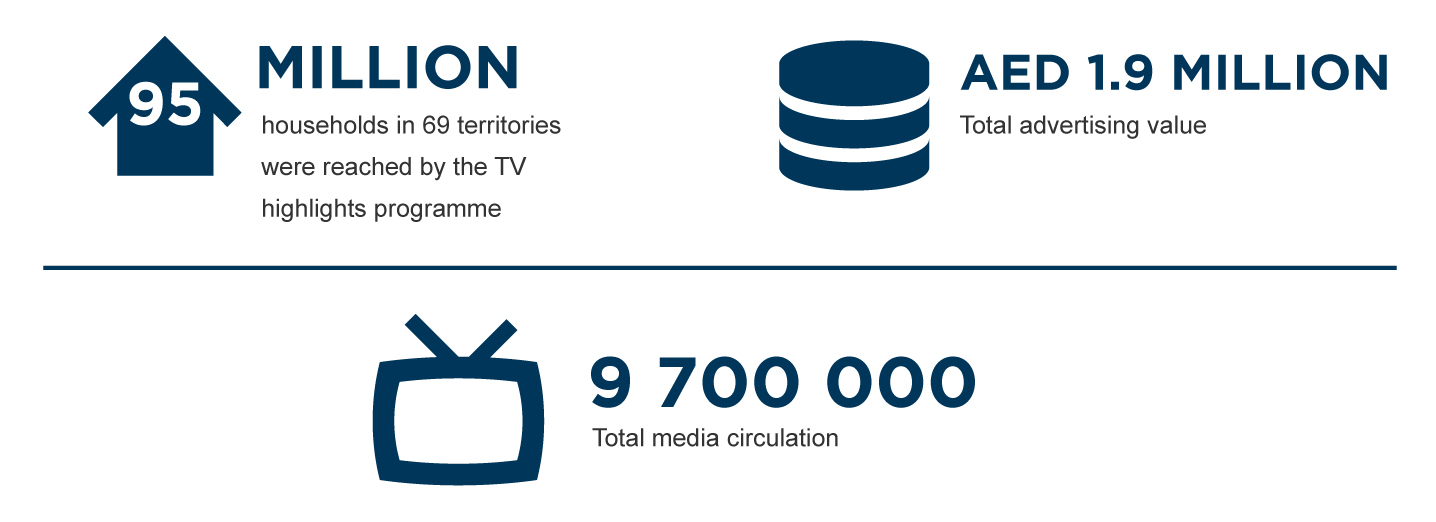 95 MILLION
households in 69 territories
were reached by the TV
highlights programme
AED 1.9 MILLION
Total advertising value
9 700 000
Total media circulation